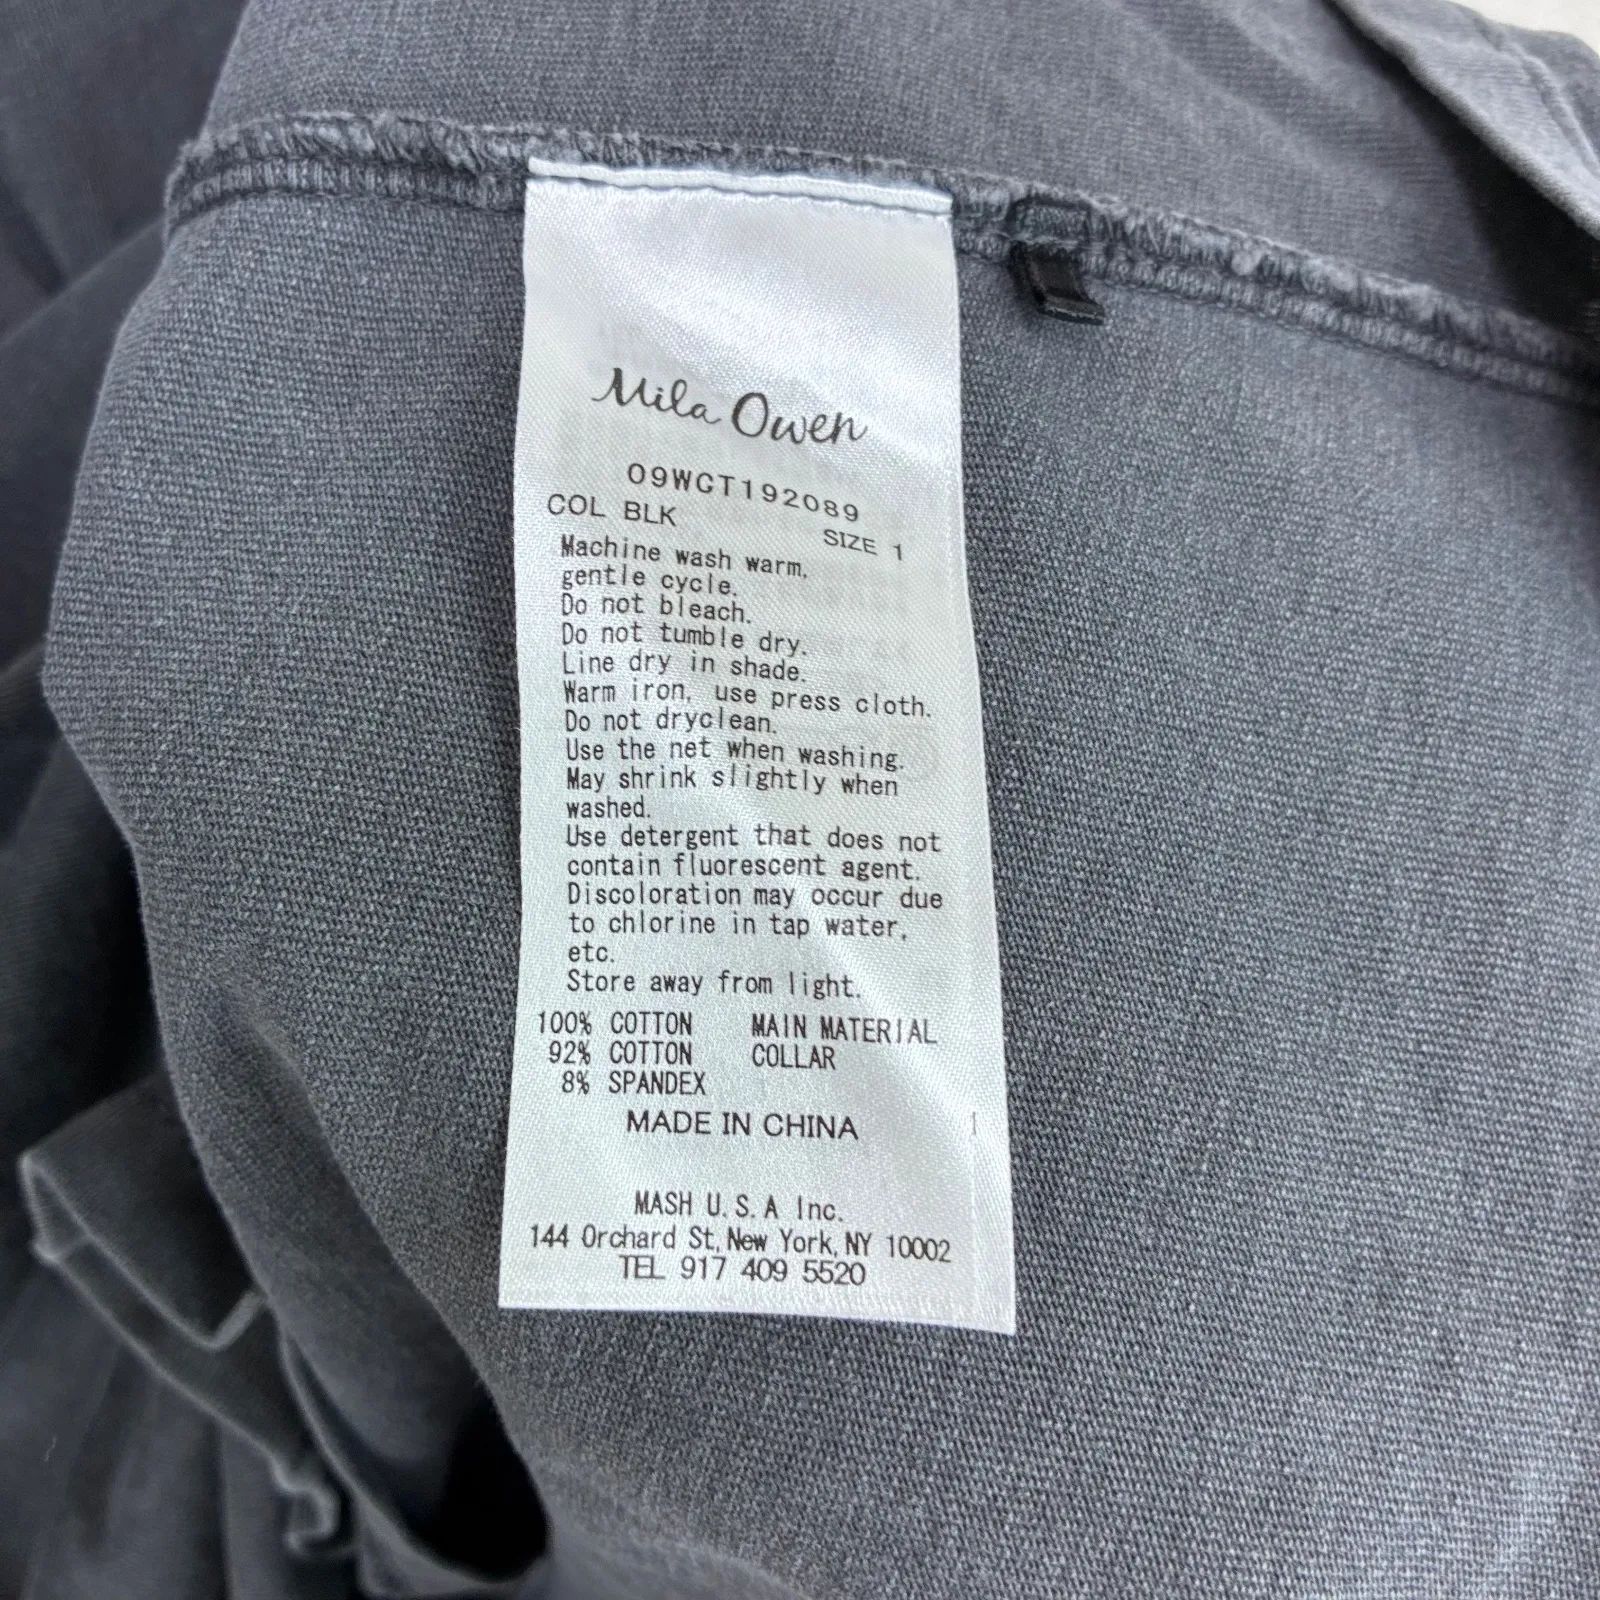 Mila Owen
09WCT192089
COL BLK SIZE 1
Machine wash warm,
gentle cycle.
Do not bleach.
Do not tumble dry.
Line dry in shade.
Warm iron, use press cloth.
Do not dryclean.
Use the net when washing.
May shrink slightly when
washed.
Use detergent that does not
contain fluorescent agent.
Discoloration may occur due
to chlorine in tap water,
etc.
Store away from light.
100% COTTON MAIN MATERIAL
92% COTTON COLLAR
8% SPANDEX
MADE IN CHINA
MASH U.S.A Inc.
144 Orchard St,New York,NY 10002
TEL 917 409 5520